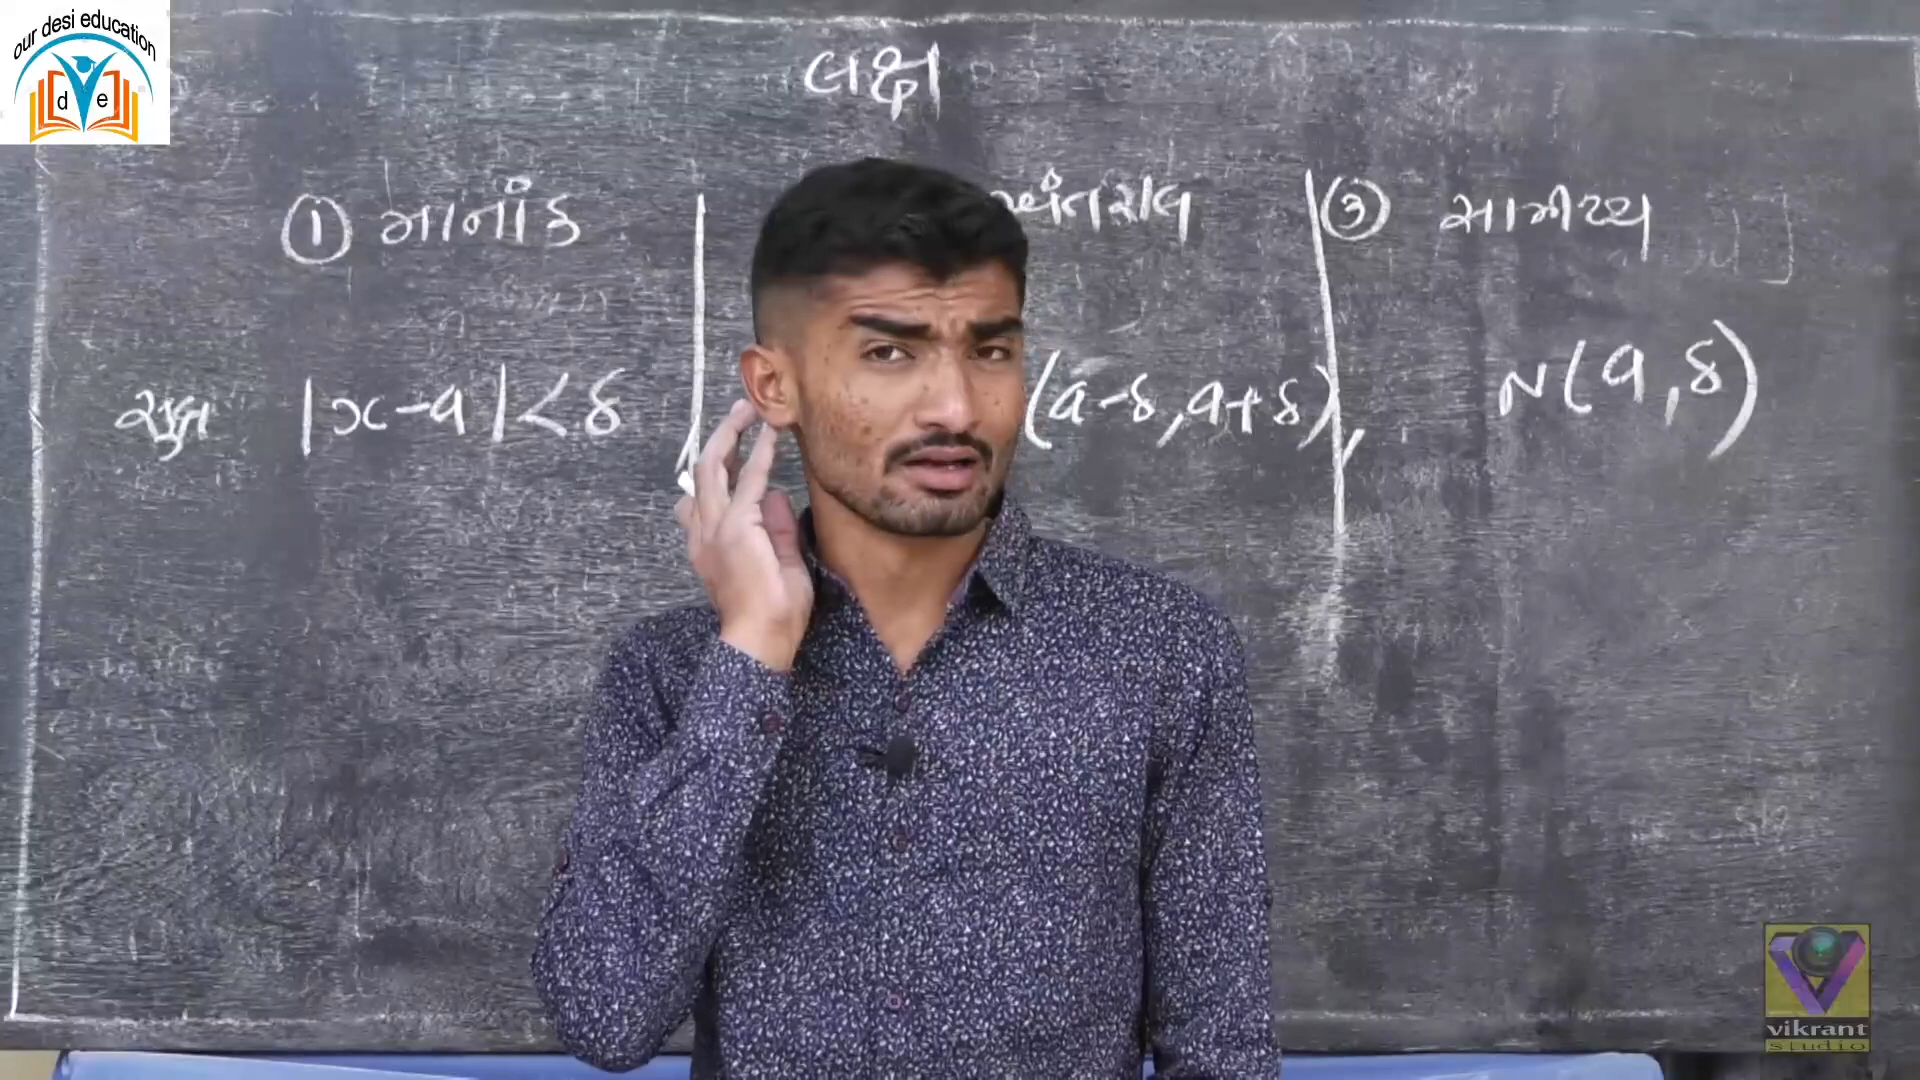 our desi education
d e
લક્ષ
① માનાંક
અંતરાલ
③ સામીપ્ય
સૂત્ર |x-a|<δ
(a-δ, a+δ),
N(a, δ)
vikrant
studio